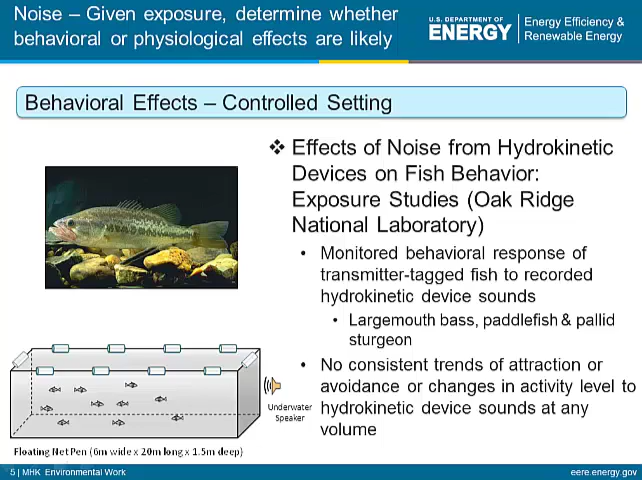 Noise – Given exposure, determine whether
behavioral or physiological effects are likely
U.S. DEPARTMENT OF
ENERGY
Energy Efficiency &
Renewable Energy
Behavioral Effects – Controlled Setting
❖ Effects of Noise from Hydrokinetic
Devices on Fish Behavior:
Exposure Studies (Oak Ridge
National Laboratory)
• Monitored behavioral response of
transmitter-tagged fish to recorded
hydrokinetic device sounds
• Largemouth bass, paddlefish & pallid
sturgeon
• No consistent trends of attraction or
avoidance or changes in activity level to
hydrokinetic device sounds at any
volume
Underwater
Speaker
Floating Net Pen (6m wide x 20m long x 1.5m deep)
5 | MHK Environmental Work
eere.energy.gov